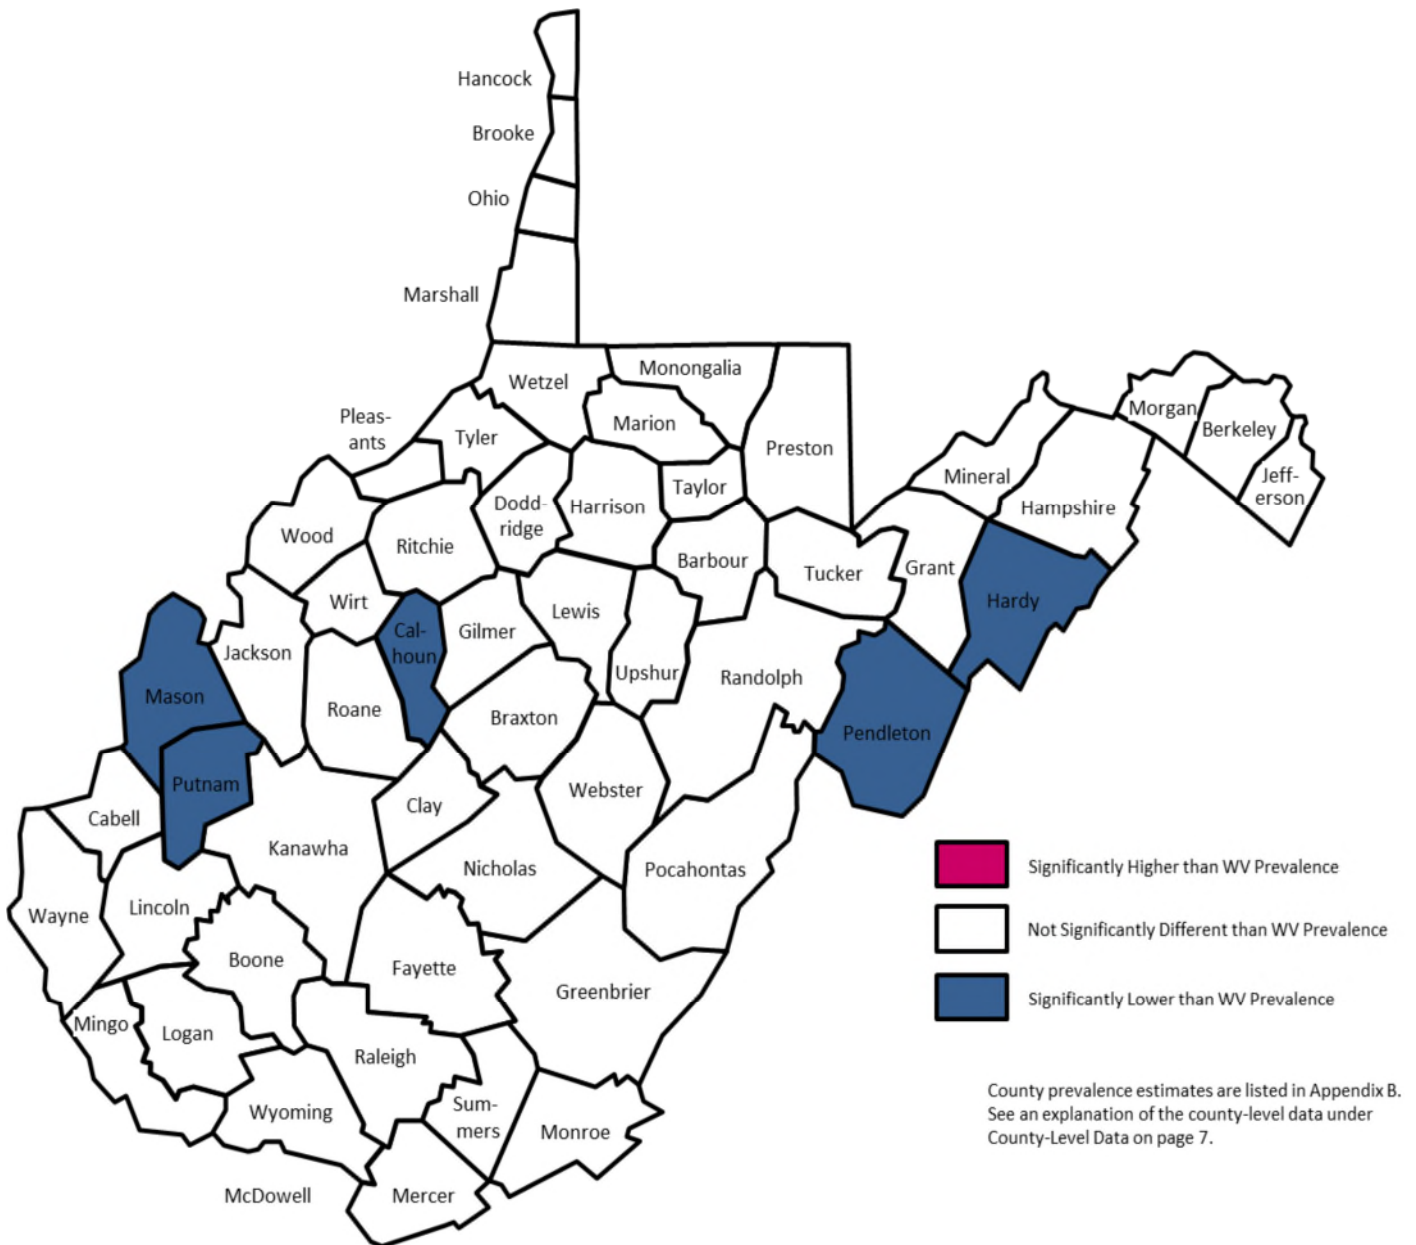 Hancock
Brooke
Ohio
Marshall
Wetzel
Monongalia
Pleas-
ants
Tyler
Marion
Preston
Morgan
Berkeley
Jeff-
erson
Mineral
Hampshire
Wood
Ritchie
Dodd-
ridge
Harrison
Taylor
Barbour
Tucker
Grant
Hardy
Wirt
Cal-
houn
Gilmer
Lewis
Upshur
Randolph
Jackson
Mason
Roane
Braxton
Pendleton
Putnam
Cabell
Clay
Webster
Kanawha
Nicholas
Pocahontas
Wayne
Lincoln
Boone
Fayette
Greenbrier
Mingo
Logan
Raleigh
Wyoming
Sum-
mers
Monroe
McDowell
Mercer
Significantly Higher than WV Prevalence
Not Significantly Different than WV Prevalence
Significantly Lower than WV Prevalence
County prevalence estimates are listed in Appendix B.
See an explanation of the county-level data under
County-Level Data on page 7.